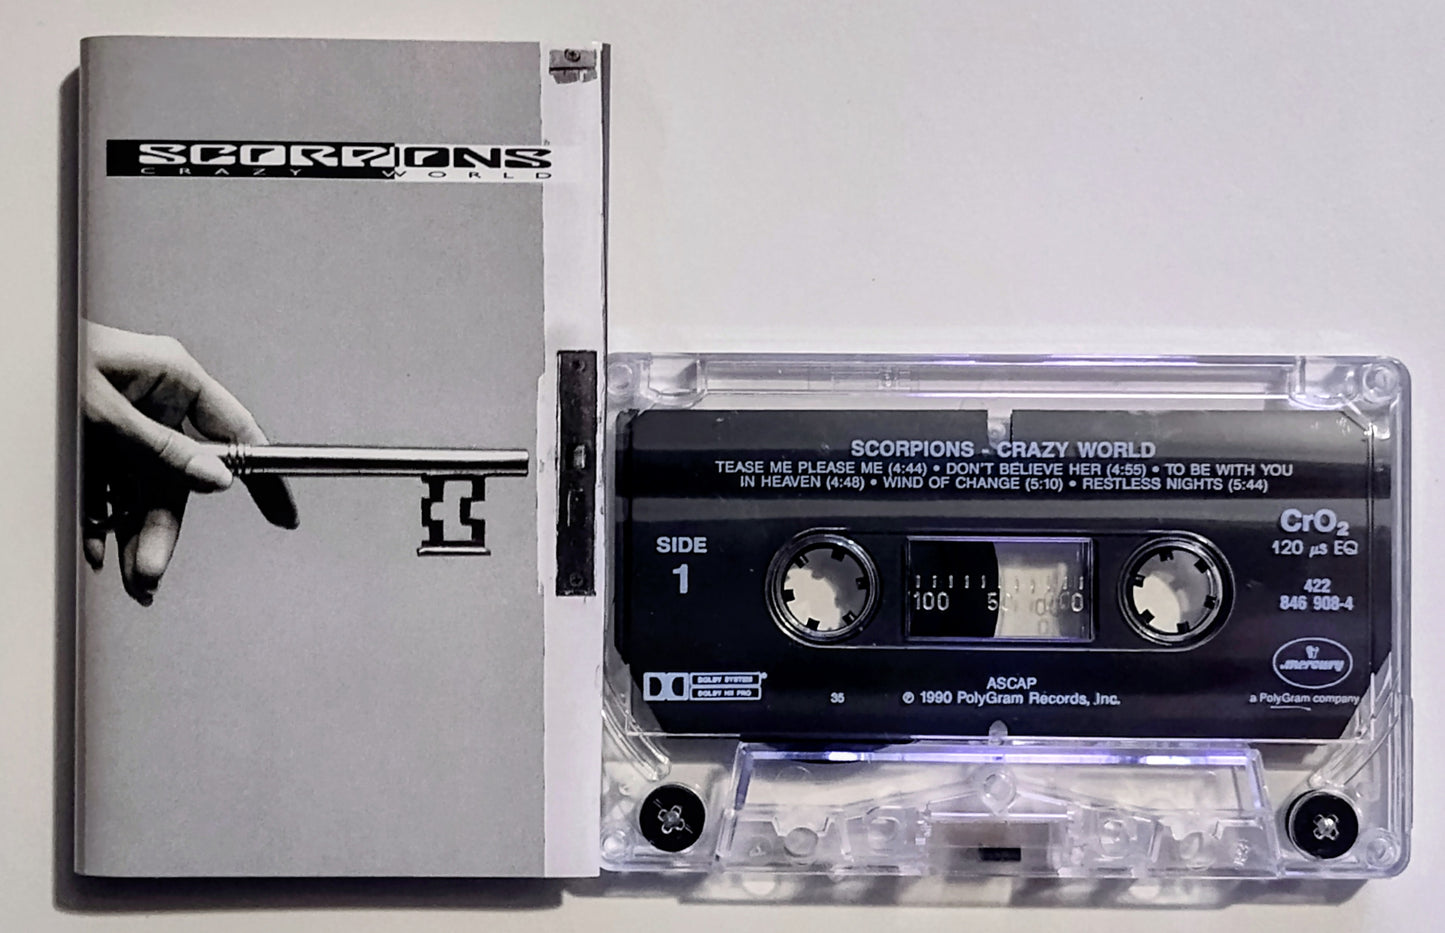 SCORPIONS
CRAZY WORLD
SCORPIONS - CRAZY WORLD
TEASE ME PLEASE ME (4:44) • DON'T BELIEVE HER (4:55) • TO BE WITH YOU
IN HEAVEN (4:48) • WIND OF CHANGE (5:10) • RESTLESS NIGHTS (5:44)
SIDE
1
CrO₂
120 µs EQ
422
846 908-4
100 50 0
mercury
a PolyGram company
DOLBY SYSTEM
DOLBY HX PRO
35
ASCAP
℗ 1990 PolyGram Records, Inc.